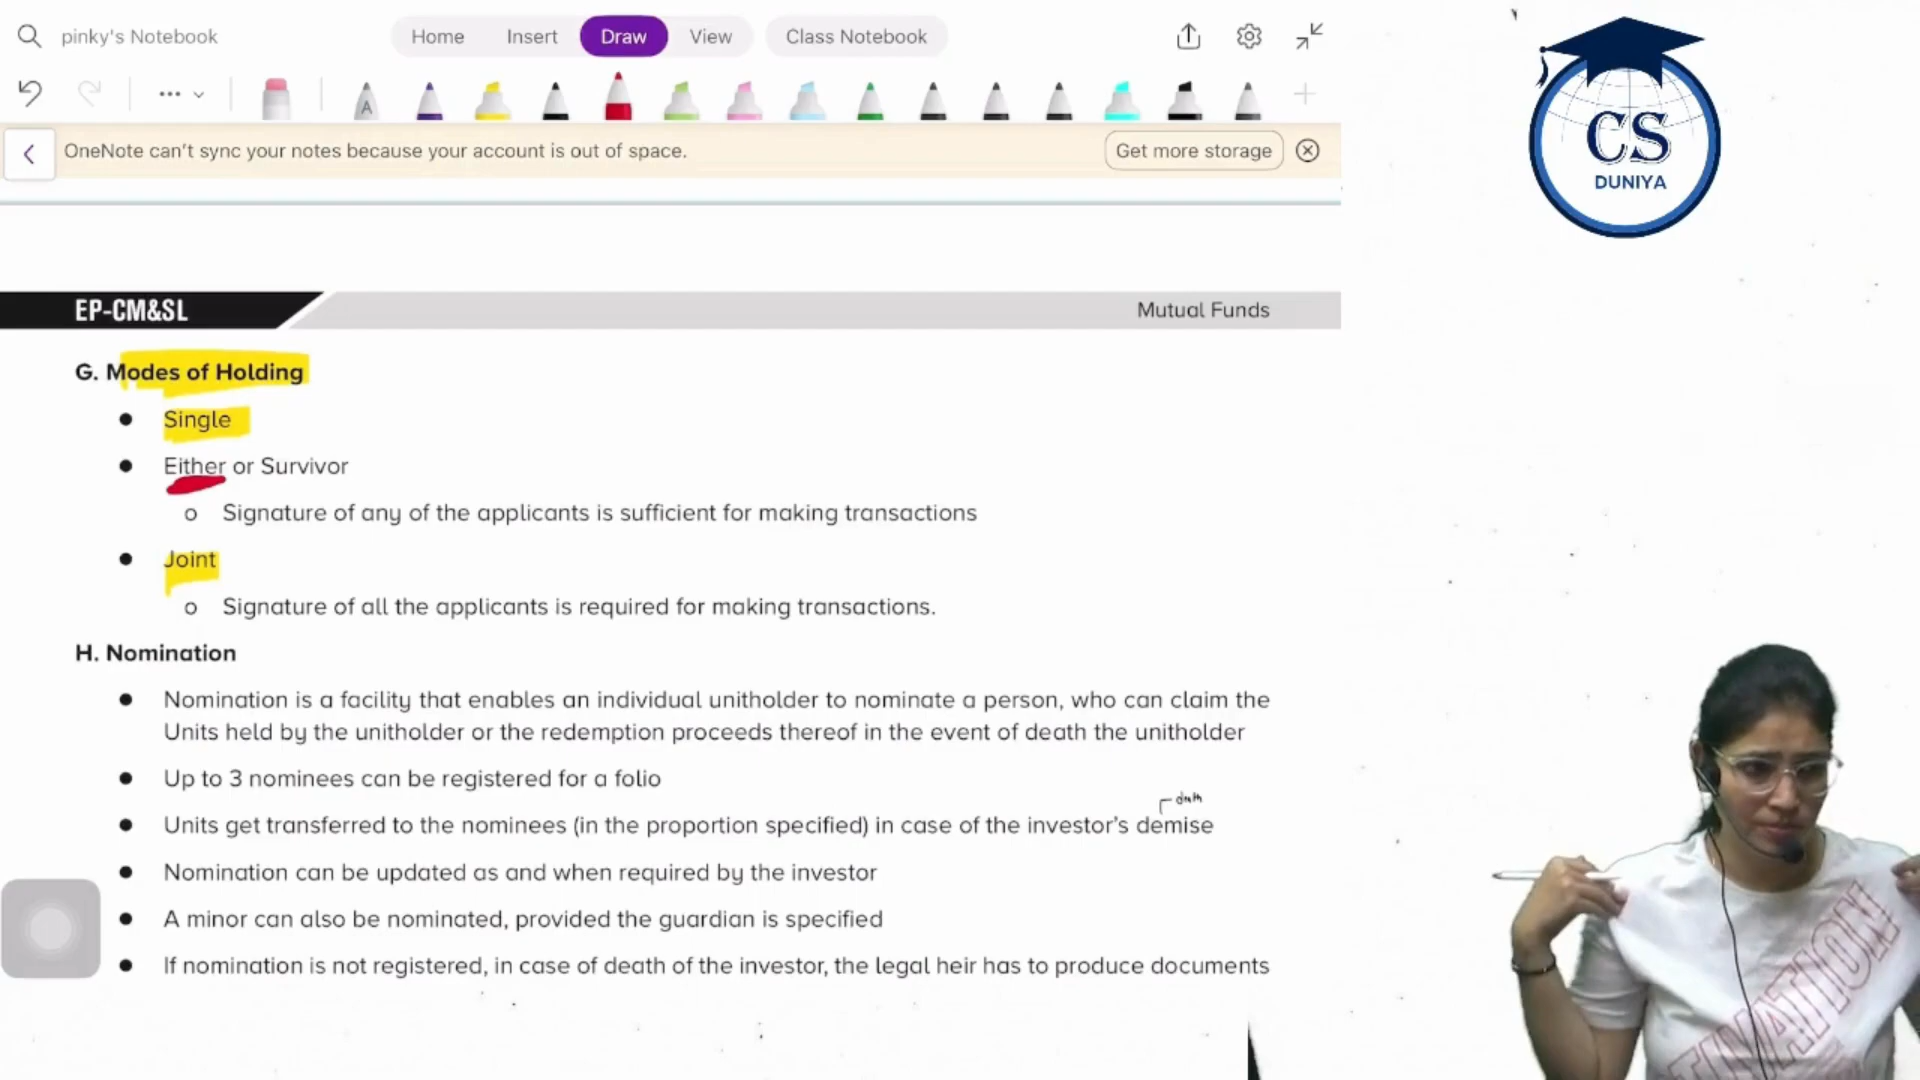 pinky's Notebook
Home Insert Draw View Class Notebook
A
OneNote can't sync your notes because your account is out of space.
Get more storage
CS
DUNIYA
EP-CM&SL
Mutual Funds
G. Modes of Holding
● Single
● Either or Survivor
o Signature of any of the applicants is sufficient for making transactions
● Joint
o Signature of all the applicants is required for making transactions.
H. Nomination
● Nomination is a facility that enables an individual unitholder to nominate a person, who can claim the
Units held by the unitholder or the redemption proceeds thereof in the event of death the unitholder
● Up to 3 nominees can be registered for a folio
death
● Units get transferred to the nominees (in the proportion specified) in case of the investor's demise
● Nomination can be updated as and when required by the investor
● A minor can also be nominated, provided the guardian is specified
● If nomination is not registered, in case of death of the investor, the legal heir has to produce documents